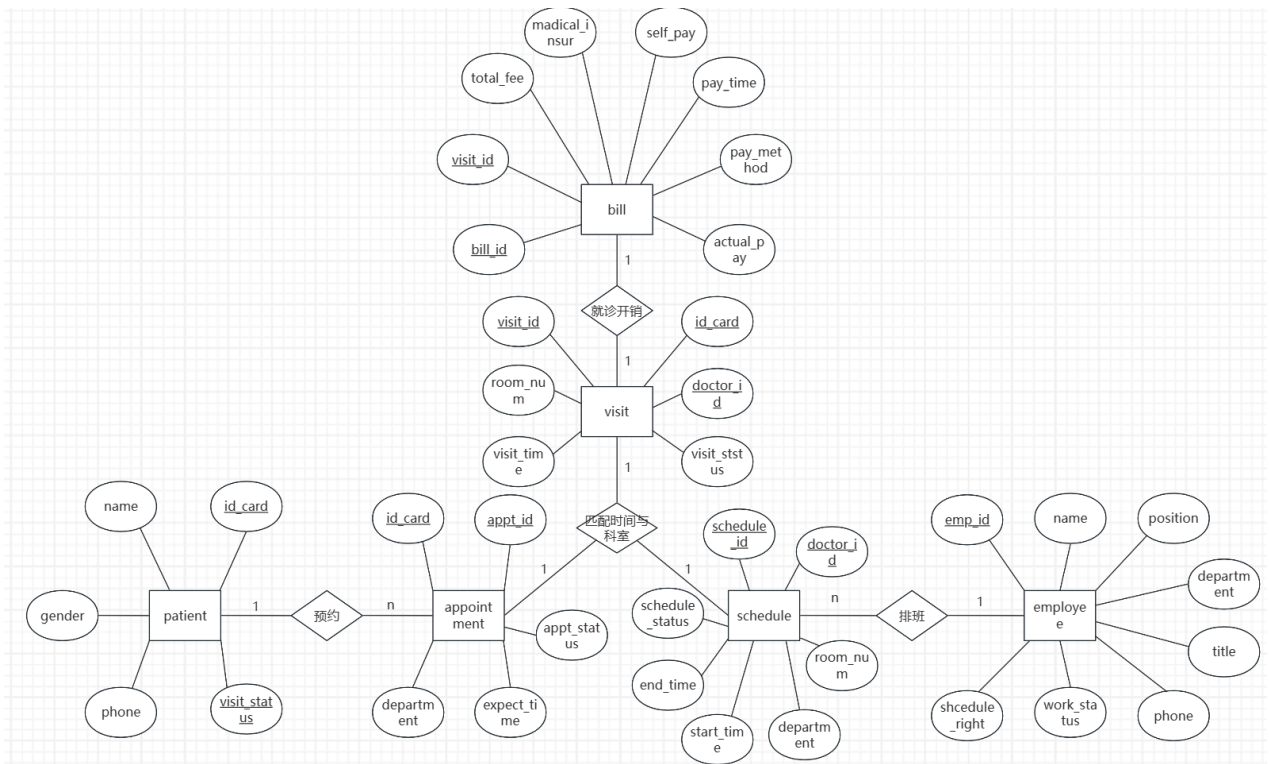 madical_i
nsur
self_pay
total_fee
pay_time
visit_id
pay_met
hod
bill
bill_id
actual_p
ay
1
就诊开销
visit_id
id_card
1
room_nu
m
doctor_i
d
visit
visit_tim
e
visit_ststus
1
name
id_card
id_card
appt_id
匹配时间与
科室
schedule
_id
doctor_i
d
emp_id
name
position
1
1
departm
ent
gender
patient
1
预约
n
appoint
ment
appt_stat
us
schedule
_status
schedule
n
排班
1
employe
e
title
room_nu
m
end_time
phone
visit_stat
us
departm
ent
expect_ti
me
start_tim
e
departm
ent
shcedule
_right
work_sta
tus
phone